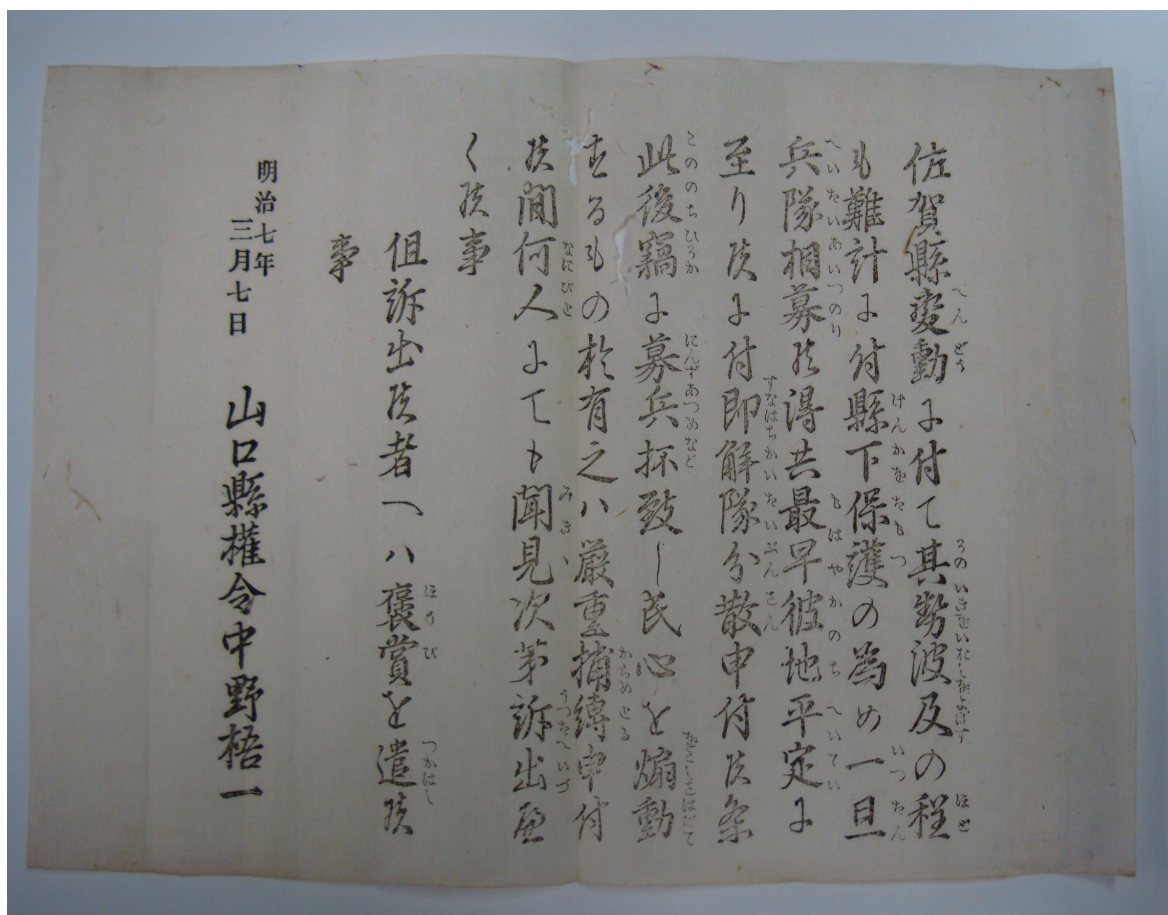 佐賀縣変動ニ付て其勢波及の程
も難計ニ付縣下保護の為め一旦
兵隊相募候得共最早彼地平定ニ
至り候ニ付即解隊分散申付候条
此後竊ニ募兵抔致し民心を煽動
するもの於有之ハ厳重捕縛申付
候間何人ニても聞見次第訴出へ
く候事
但訴出候者へハ褒賞を遣候
事
明治七年
三月七日
山口縣權令中野梧一